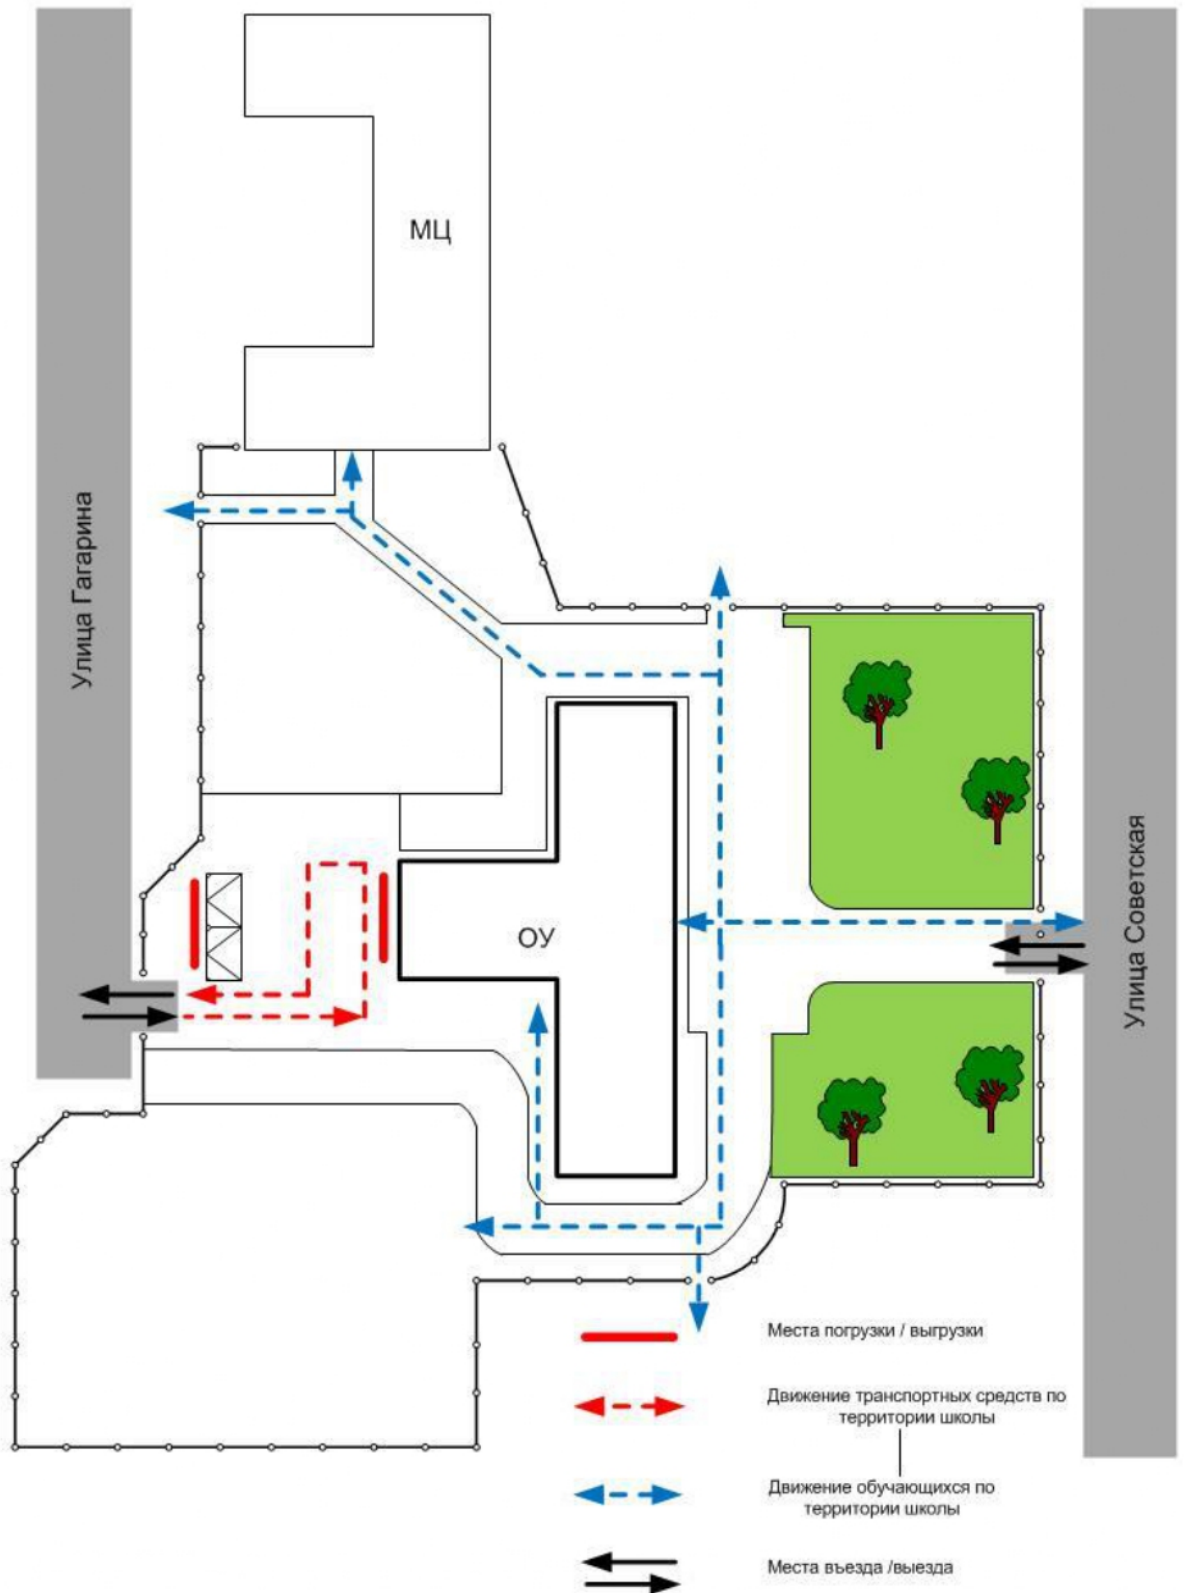 МЦ
Улица Гагарина
Улица Советская
ОУ
Места погрузки / выгрузки
Движение транспортных средств по
территории школы
Движение обучающихся по
территории школы
Места въезда /выезда